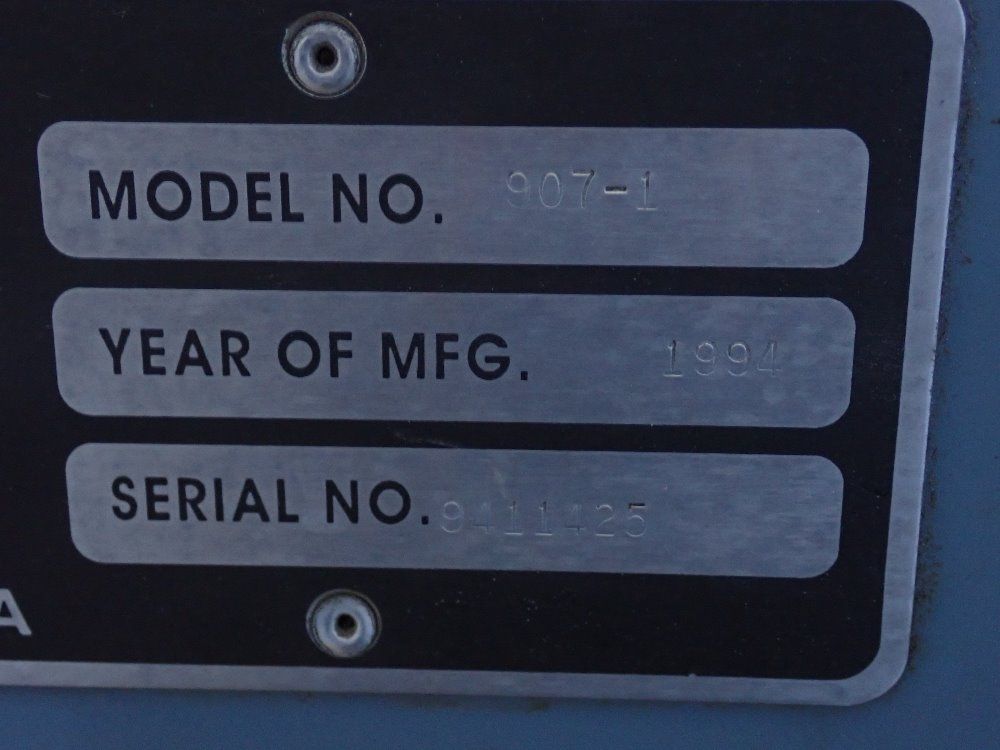 MODEL NO. 907-1
YEAR OF MFG. 1994
SERIAL NO. 9411425
A